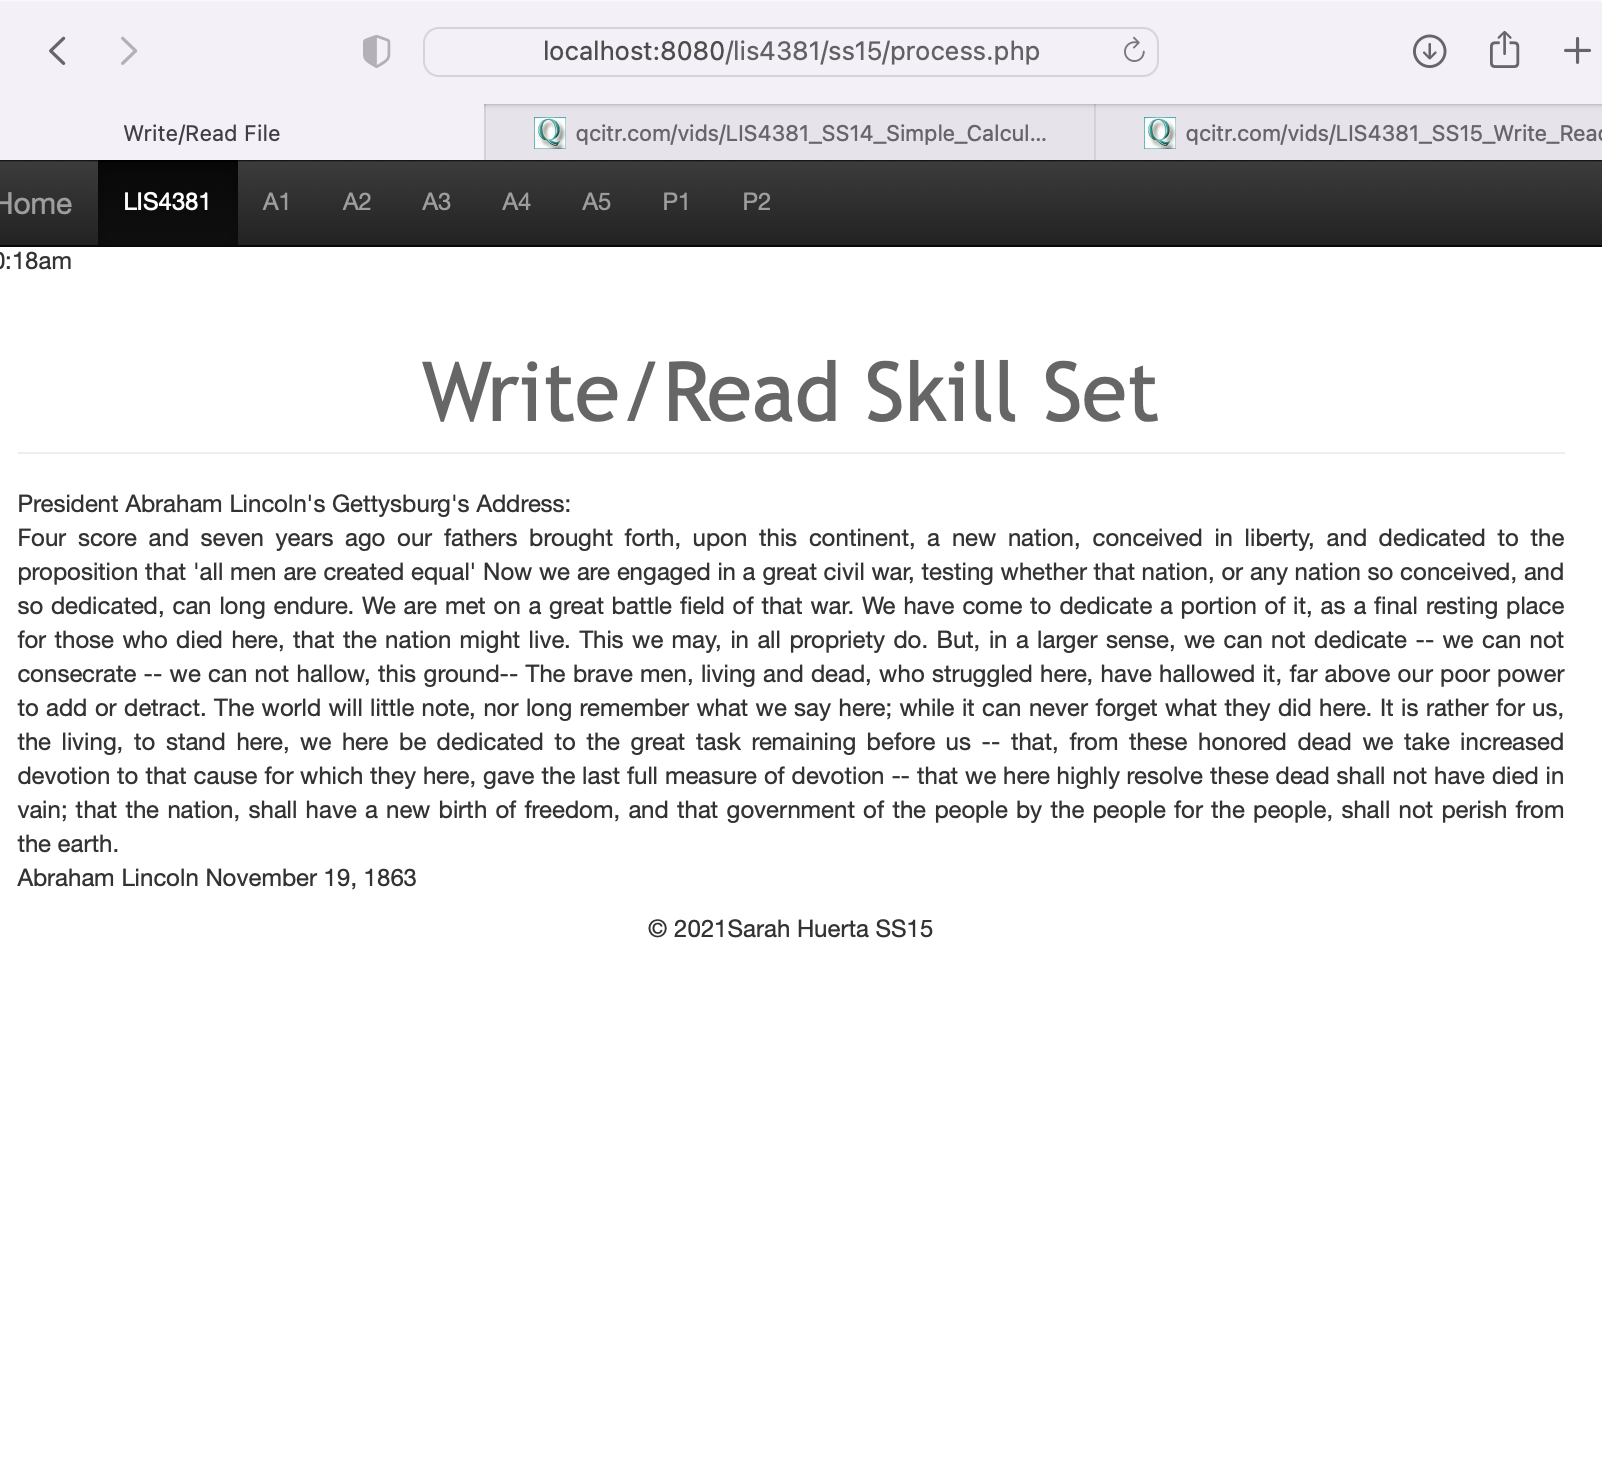 localhost:8080/lis4381/ss15/process.php
Write/Read File
qcitr.com/vids/LIS4381_SS14_Simple_Calcul...
qcitr.com/vids/LIS4381_SS15_Write_Read
Home LIS4381 A1 A2 A3 A4 A5 P1 P2
0:18am
Write/Read Skill Set
President Abraham Lincoln's Gettysburg's Address:
Four score and seven years ago our fathers brought forth, upon this continent, a new nation, conceived in liberty, and dedicated to the
proposition that 'all men are created equal' Now we are engaged in a great civil war, testing whether that nation, or any nation so conceived, and
so dedicated, can long endure. We are met on a great battle field of that war. We have come to dedicate a portion of it, as a final resting place
for those who died here, that the nation might live. This we may, in all propriety do. But, in a larger sense, we can not dedicate -- we can not
consecrate -- we can not hallow, this ground-- The brave men, living and dead, who struggled here, have hallowed it, far above our poor power
to add or detract. The world will little note, nor long remember what we say here; while it can never forget what they did here. It is rather for us,
the living, to stand here, we here be dedicated to the great task remaining before us -- that, from these honored dead we take increased
devotion to that cause for which they here, gave the last full measure of devotion -- that we here highly resolve these dead shall not have died in
vain; that the nation, shall have a new birth of freedom, and that government of the people by the people for the people, shall not perish from
the earth.
Abraham Lincoln November 19, 1863
© 2021Sarah Huerta SS15